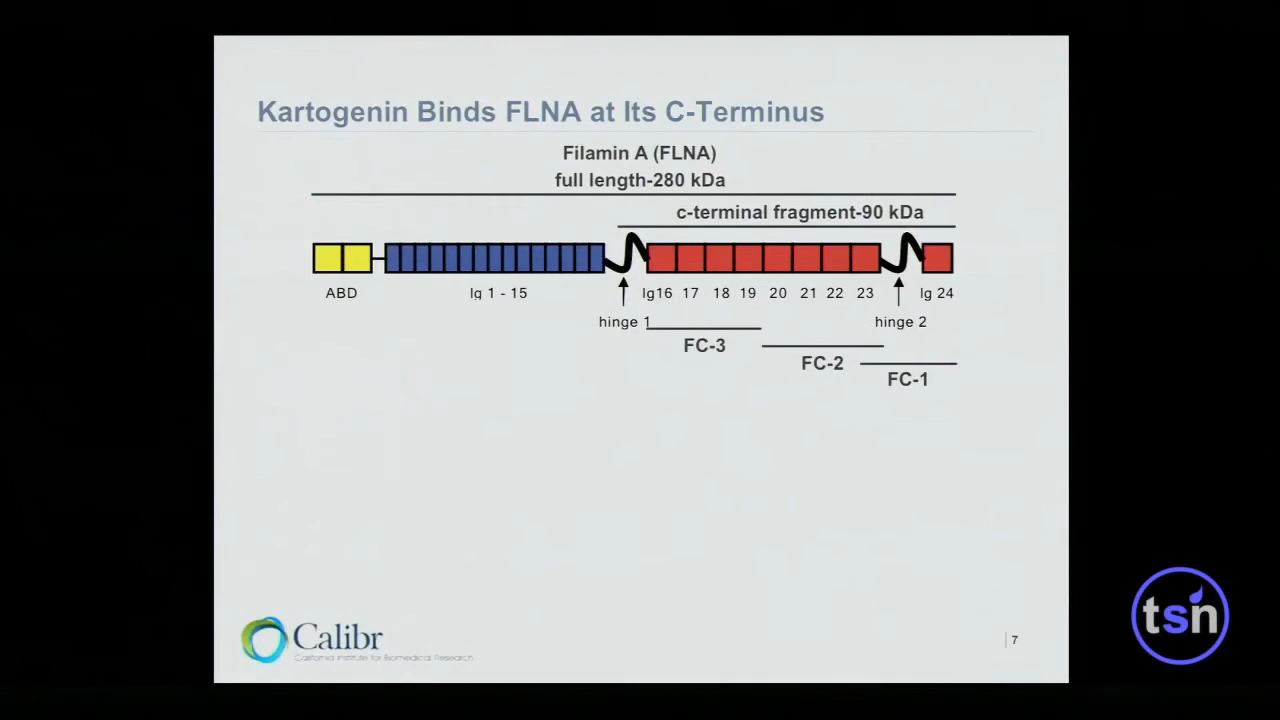 Kartogenin Binds FLNA at Its C-Terminus
Filamin A (FLNA)
full length-280 kDa
c-terminal fragment-90 kDa
ABD
Ig 1 - 15
Ig16 17 18 19 20 21 22 23
Ig 24
hinge 1
hinge 2
FC-3
FC-2
FC-1
Calibr
California Institute for Biomedical Research
7
tsn